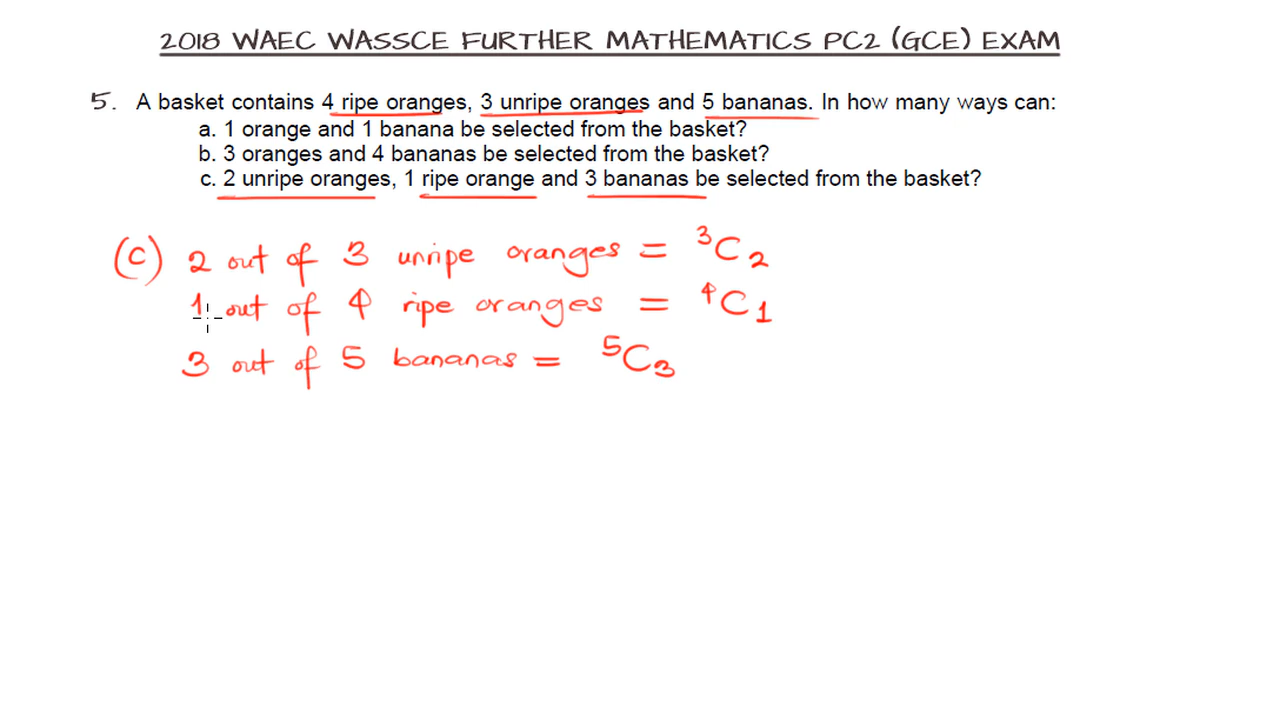 2018 WAEC WASSCE FURTHER MATHEMATICS PC2 (GCE) EXAM
5. A basket contains 4 ripe oranges, 3 unripe oranges and 5 bananas. In how many ways can:
a. 1 orange and 1 banana be selected from the basket?
b. 3 oranges and 4 bananas be selected from the basket?
c. 2 unripe oranges, 1 ripe orange and 3 bananas be selected from the basket?
(c) 2 out of 3 unripe oranges = ³C₂
1 out of 4 ripe oranges = ⁴C₁
3 out of 5 bananas = ⁵C₃